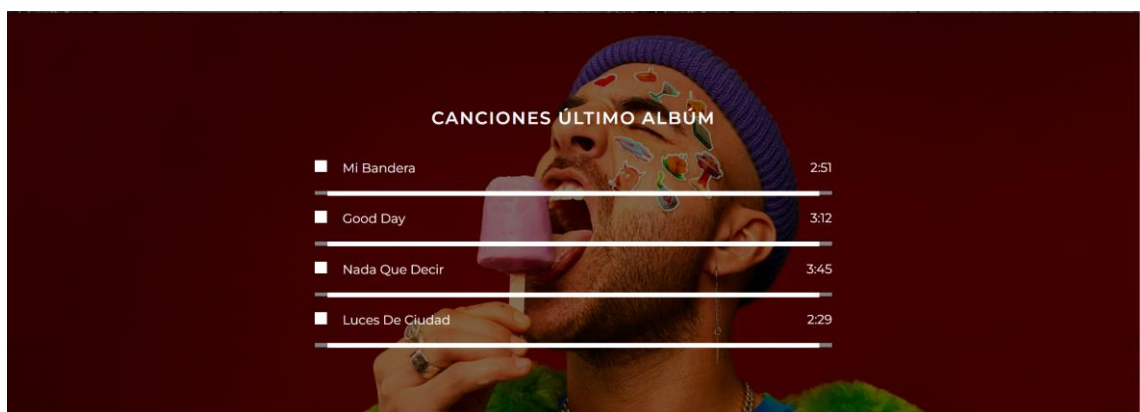 CANCIONES ÚLTIMO ALBÚM
Mi Bandera 2:51
Good Day 3:12
Nada Que Decir 3:45
Luces De Ciudad 2:29